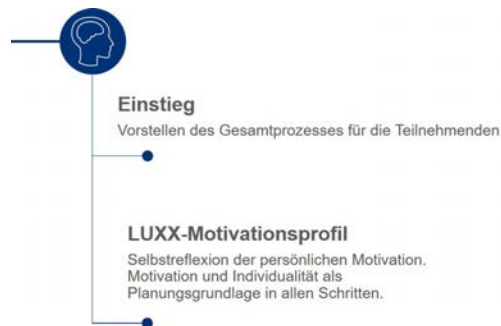 Einstieg
Vorstellen des Gesamtprozesses für die Teilnehmenden
LUXX-Motivationsprofil
Selbstreflexion der persönlichen Motivation.
Motivation und Individualität als
Planungsgrundlage in allen Schritten.